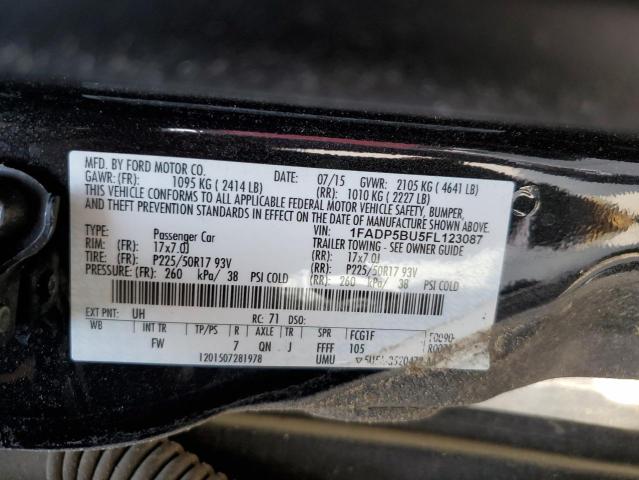 MFD. BY FORD MOTOR CO. DATE: 07/15 GVWR: 2105 KG ( 4641 LB)
GAWR: (FR): 1095 KG ( 2414 LB) (RR): 1010 KG ( 2227 LB)
THIS VEHICLE CONFORMS TO ALL APPLICABLE FEDERAL MOTOR VEHICLE SAFETY, BUMPER,
AND THEFT PREVENTION STANDARDS IN EFFECT ON THE DATE OF MANUFACTURE SHOWN ABOVE.
VIN: 1FADP5BU5FL123087
TYPE: Passenger Car TRAILER TOWING - SEE OWNER GUIDE
RIM: (FR): 17x7.0J (RR): 17x7.0J
TIRES: (FR): P225/50R17 93V (RR): P225/50R17 93V
PRESSURE: (FR): 260 kPa/ 38 PSI COLD (RR): 260 kPa/ 38 PSI COLD
EXT PNT: UH RC: 71 DSO:
WB INT TR TP/PS R AXLE TR SPR FCG1F
FW 7 QN J FFFF 105
1201507281978 UMU